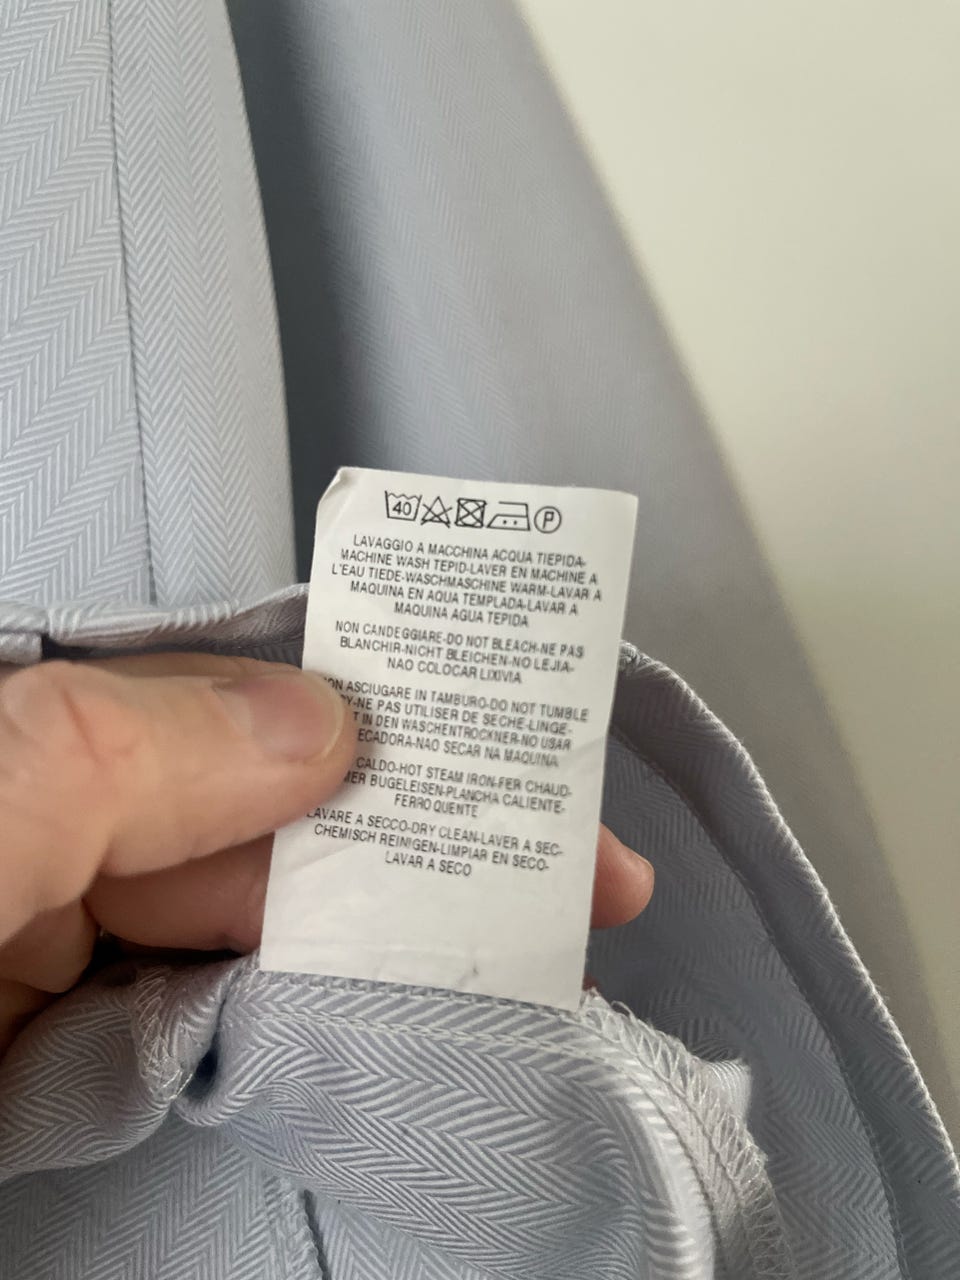 40 P
LAVAGGIO A MACCHINA ACQUA TIEPIDA-
MACHINE WASH TEPID-LAVER EN MACHINE A
L'EAU TIEDE-WASCHMASCHINE WARM-LAVAR A
MAQUINA EN AQUA TEMPLADA-LAVAR A
MAQUINA AGUA TEPIDA
NON CANDEGGIARE-DO NOT BLEACH-NE PAS
BLANCHIR-NICHT BLEICHEN-NO LEJIA-
NAO COLOCAR LIXIVIA
ON ASCIUGARE IN TAMBURO-DO NOT TUMBLE
RY-NE PAS UTILISER DE SECHE-LINGE-
T IN DEN WASCHENTROCKNER-NO USAR
ECADORA-NAO SECAR NA MAQUINA
CALDO-HOT STEAM IRON-FER CHAUD-
MER BUGELEISEN-PLANCHA CALIENTE-
FERRO QUENTE
LAVARE A SECCO-DRY CLEAN-LAVER A SEC-
CHEMISCH REINIGEN-LIMPIAR EN SECO-
LAVAR A SECO